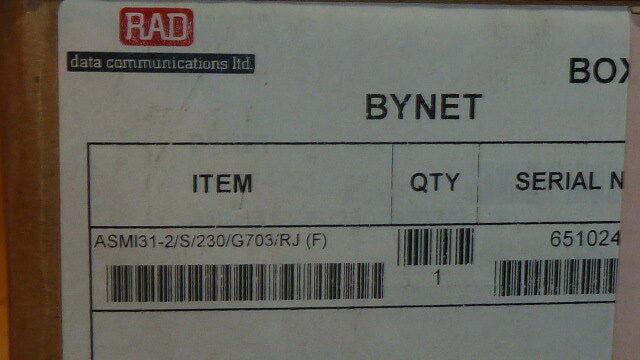 RAD
data communications ltd.
BOX
BYNET
ITEM QTY SERIAL N
ASMI31-2/S/230/G703/RJ (F) 651024
1